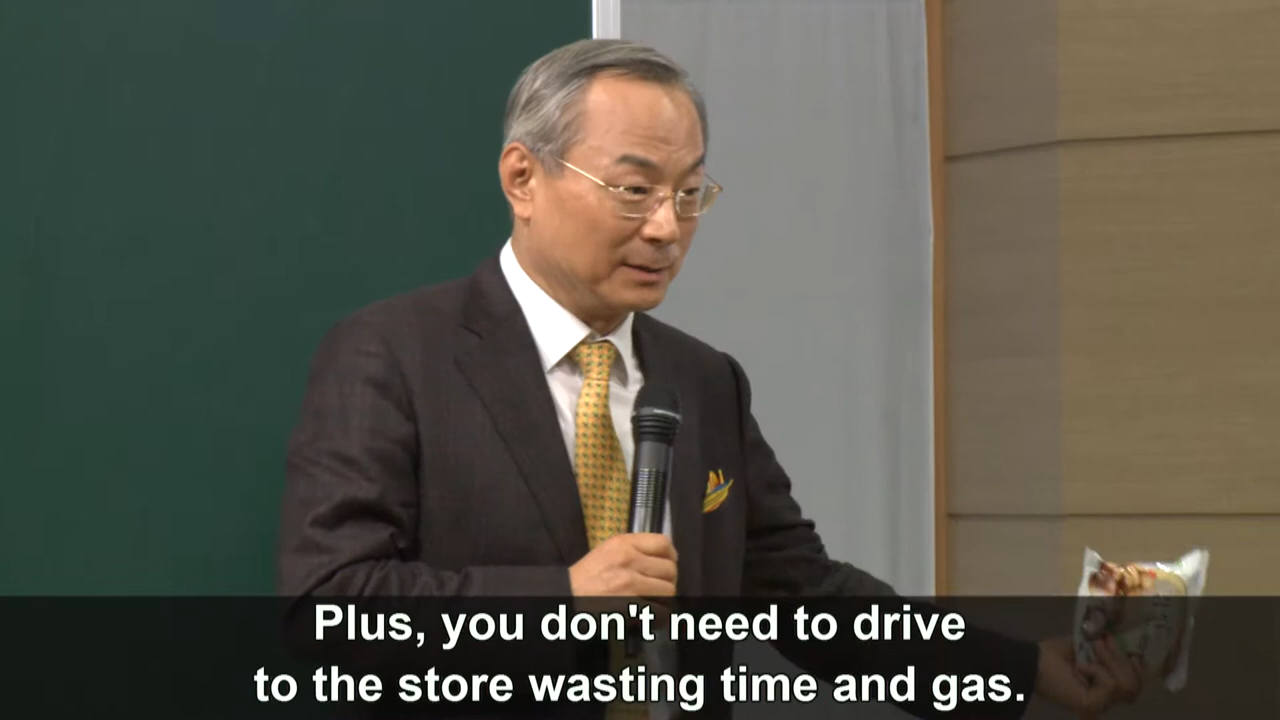 Plus, you don't need to drive
to the store wasting time and gas.